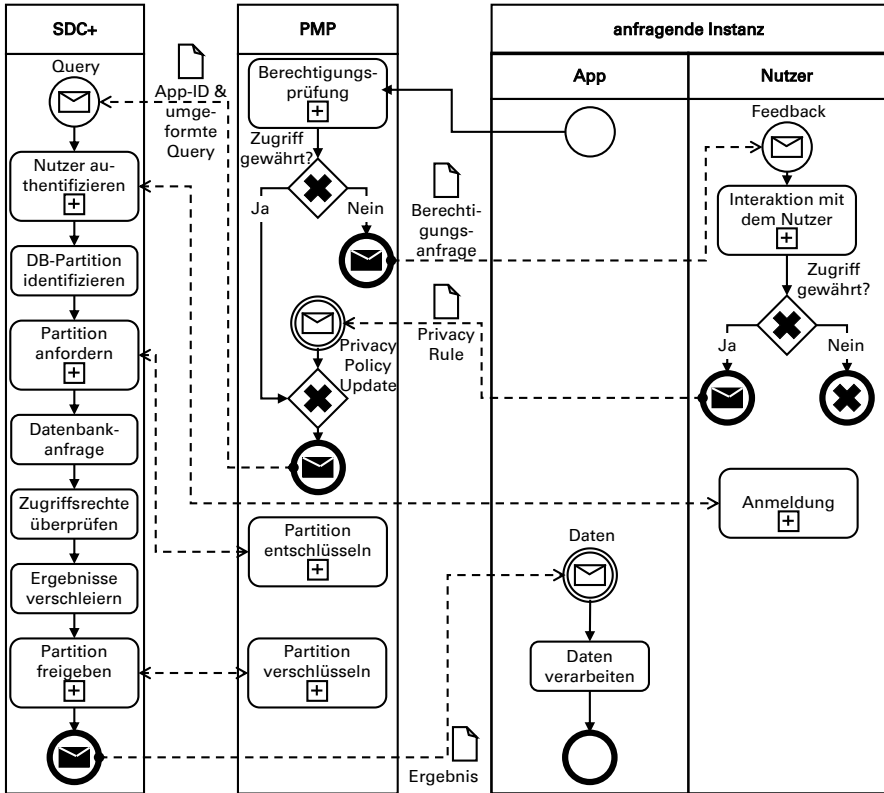 SDC+
PMP
anfragende Instanz
App
Nutzer
Query
Nutzer au-
thentifizieren
DB-Partition
identifizieren
Partition
anfordern
Datenbank-
anfrage
Zugriffsrechte
überprüfen
Ergebnisse
verschleiern
Partition
freigeben
App-ID &
umge-
formte
Query
Berechtigungs-
prüfung
Zugriff
gewährt?
Ja
Nein
Privacy
Policy
Update
Partition
entschlüsseln
Partition
verschlüsseln
Berechti-
gungs-
anfrage
Privacy
Rule
Ergebnis
Daten
Daten
verarbeiten
Feedback
Interaktion mit
dem Nutzer
Zugriff
gewährt?
Ja
Nein
Anmeldung